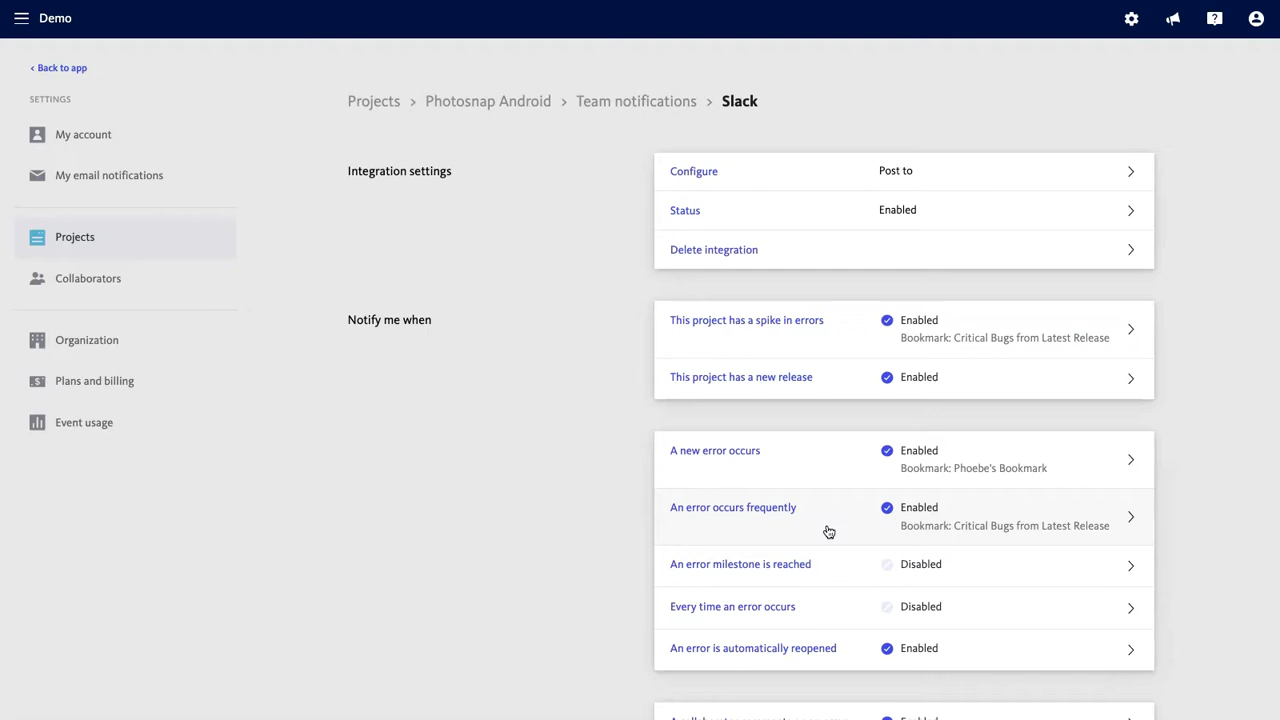 Demo
‹ Back to app
SETTINGS
My account
My email notifications
Projects
Collaborators
Organization
Plans and billing
Event usage
Projects › Photosnap Android › Team notifications › Slack
Integration settings
Configure Post to
Status Enabled
Delete integration
Notify me when
This project has a spike in errors Enabled
Bookmark: Critical Bugs from Latest Release
This project has a new release Enabled
A new error occurs Enabled
Bookmark: Phoebe's Bookmark
An error occurs frequently Enabled
Bookmark: Critical Bugs from Latest Release
An error milestone is reached Disabled
Every time an error occurs Disabled
An error is automatically reopened Enabled